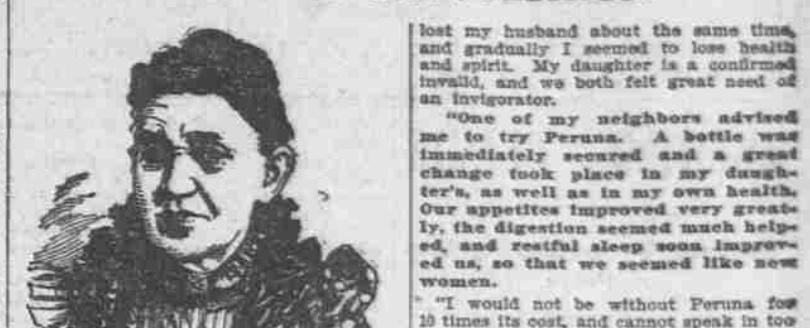 lost my husband about the same time,
and gradually I seemed to lose health
and spirit. My daughter is a confirmed
invalid, and we both felt great need of
an invigorator.
"One of my neighbors advised
me to try Peruna. A bottle was
immediately secured and a great
change took place in my daugh-
ter's, as well as in my own health.
Our appetites improved very great-
ly, the digestion seemed much help-
ed, and restful sleep soon improv-
ed us, so that we seemed like new
women.
"I would not be without Peruna for
10 times its cost, and cannot speak in too